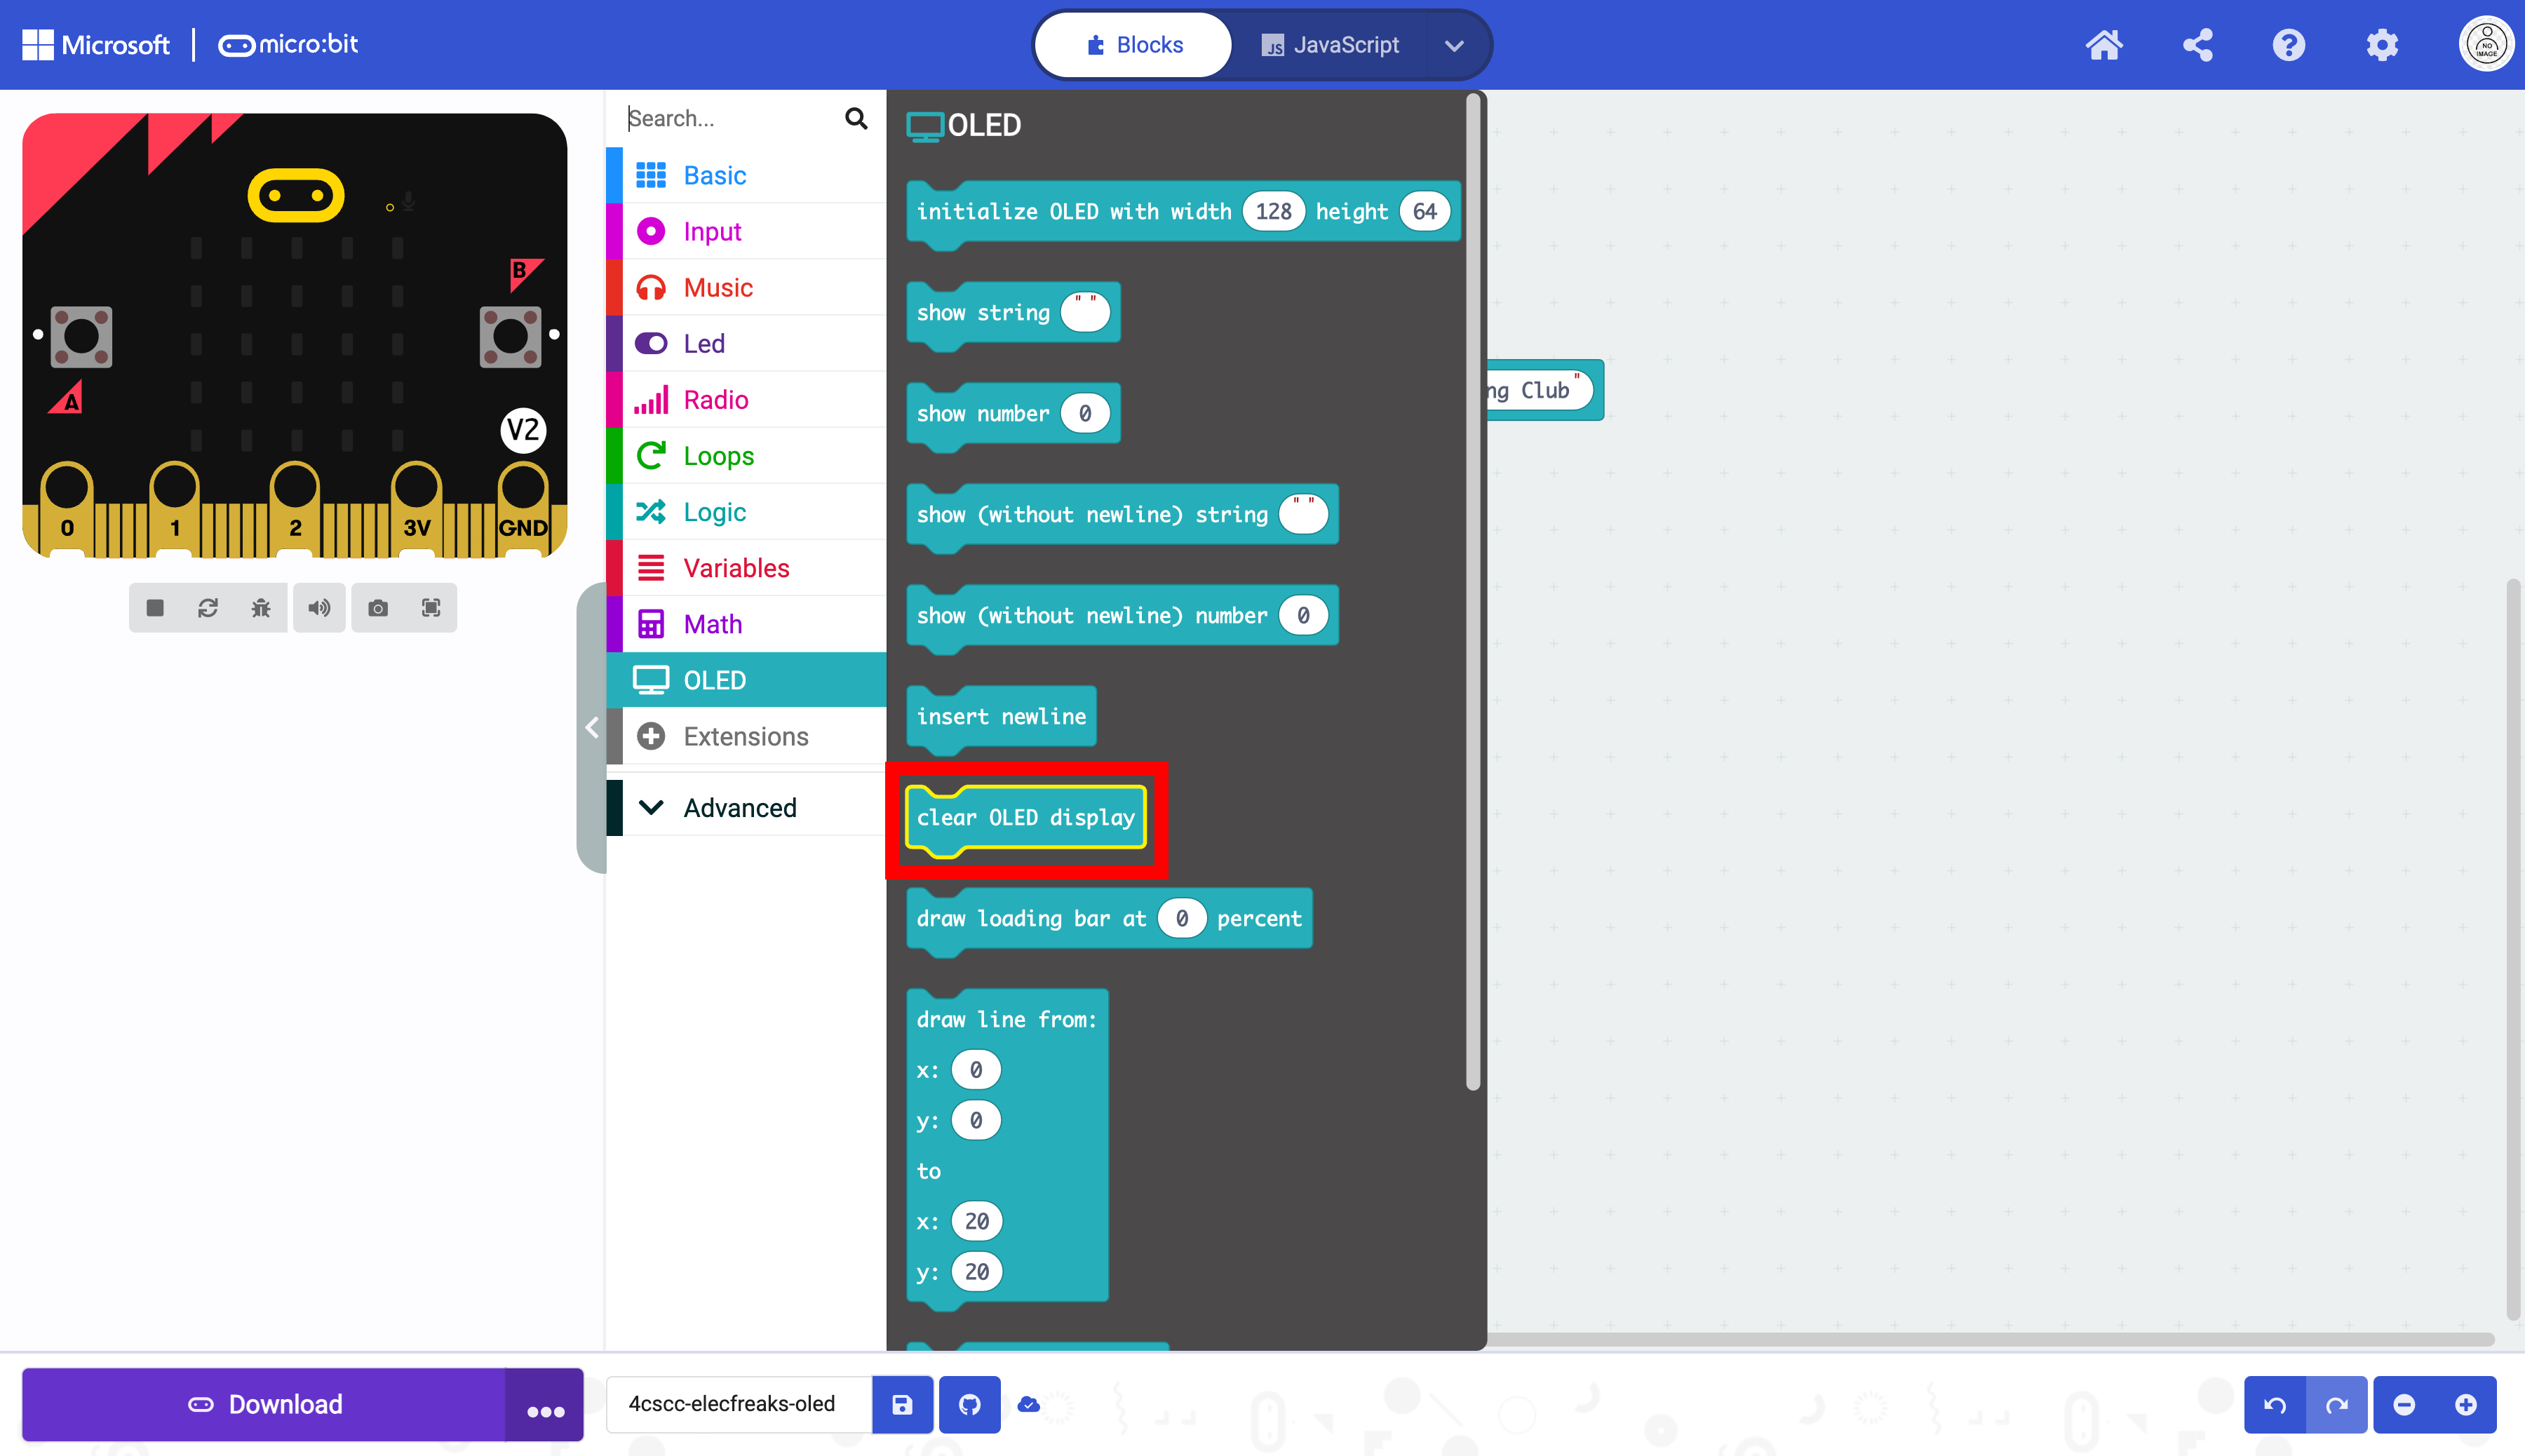 Microsoft
micro:bit
Blocks
JS JavaScript
NO IMAGE
Search...
Basic
Input
Music
Led
Radio
Loops
Logic
Variables
Math
OLED
Extensions
Advanced
B
A
V2
0 1 2 3V GND
OLED
initialize OLED with width 128 height 64
show string " "
show number 0
show (without newline) string " "
show (without newline) number 0
insert newline
clear OLED display
draw loading bar at 0 percent
draw line from:
x: 0
y: 0
to
x: 20
y: 20
ng Club "
Download
4cscc-elecfreaks-oled